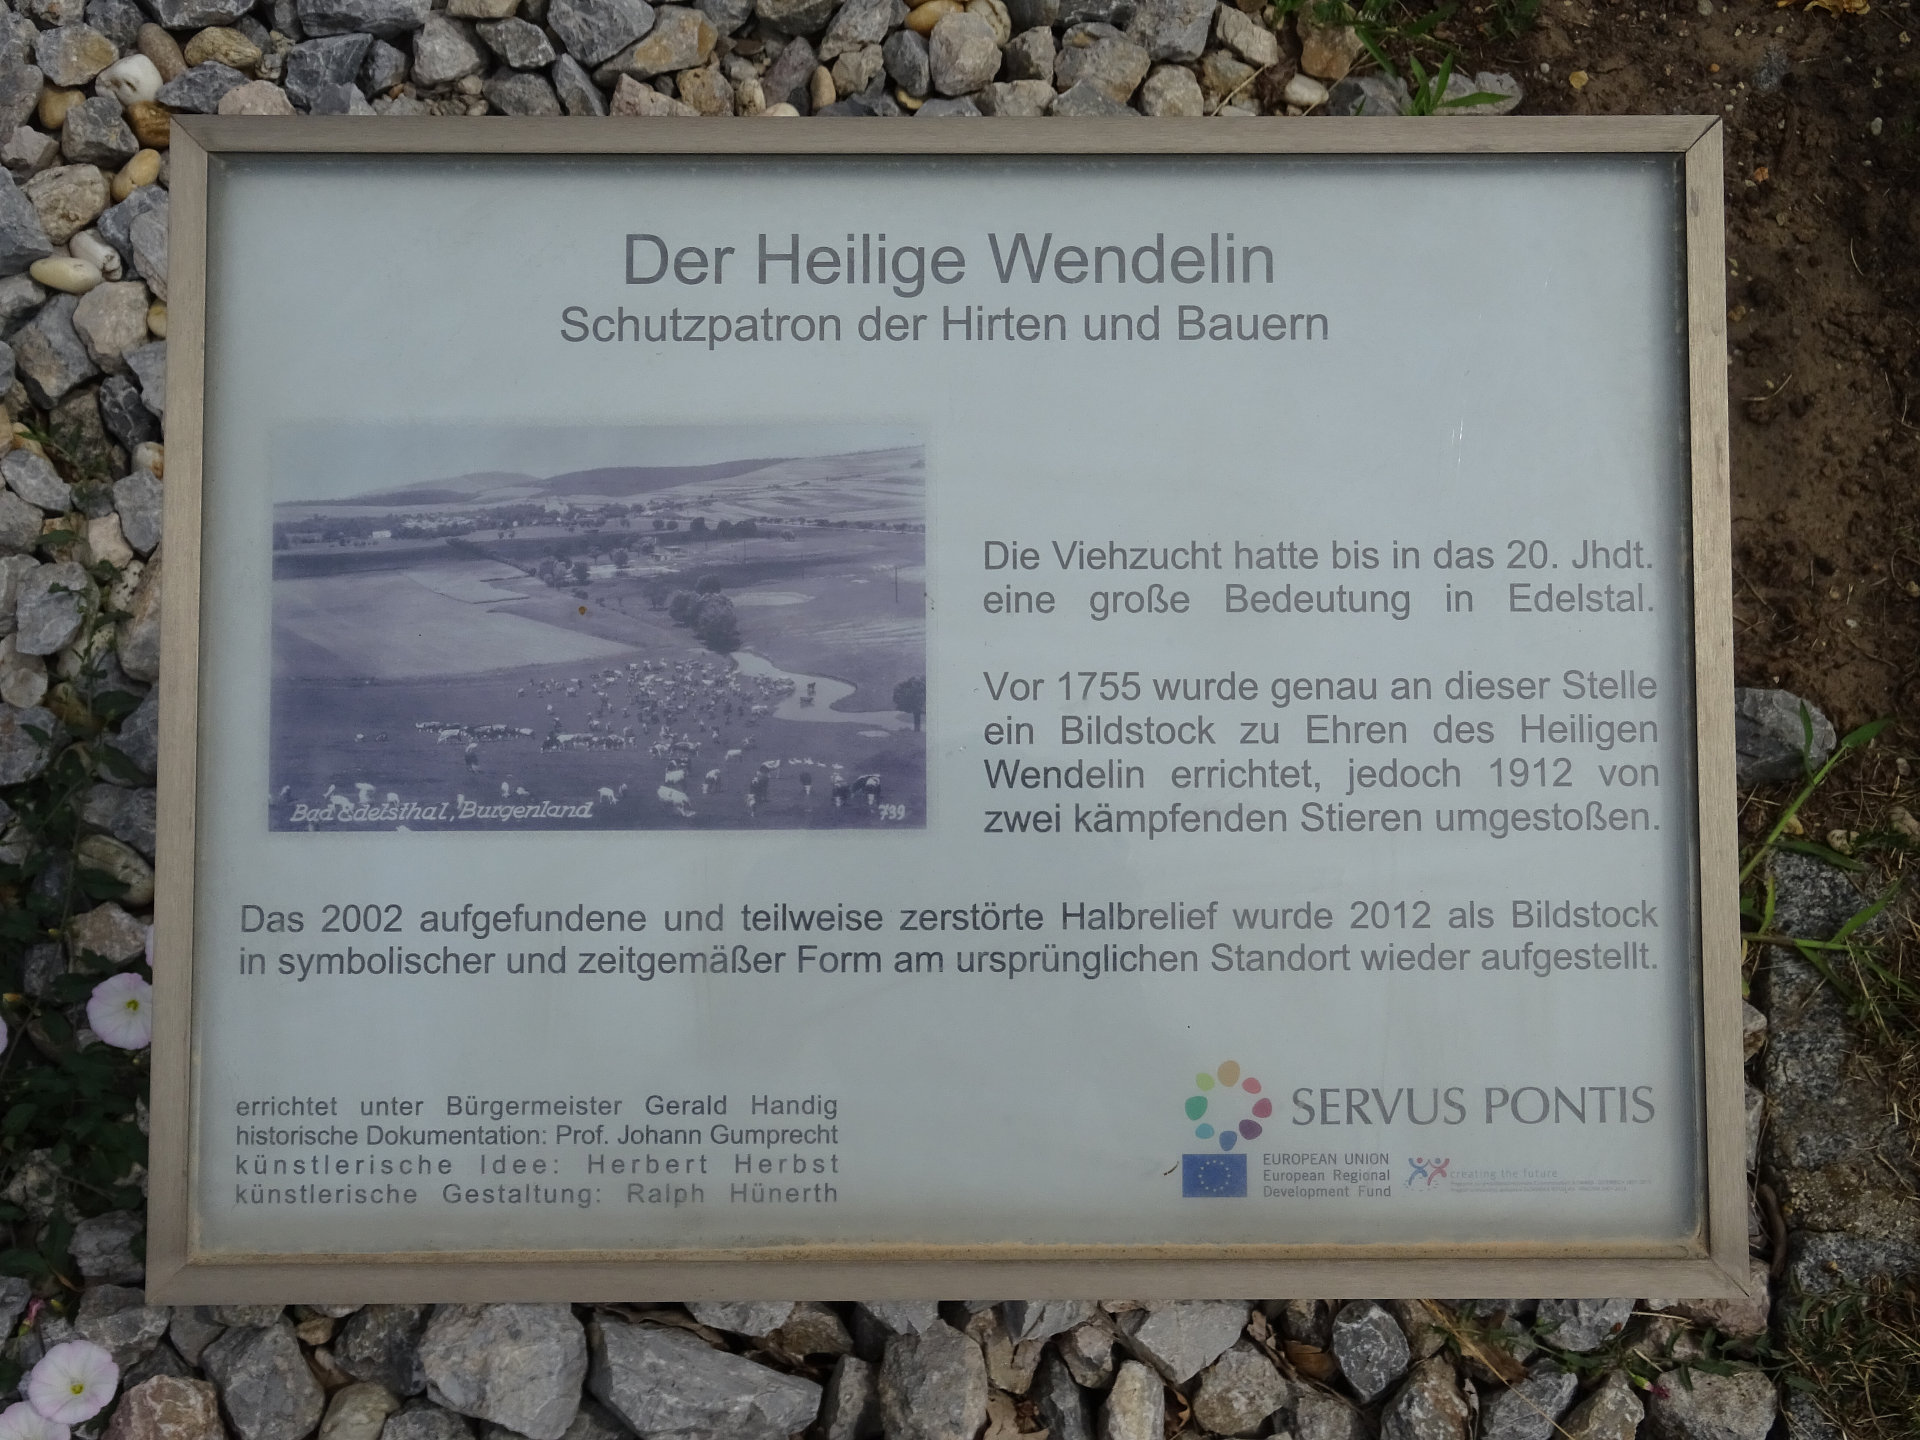 Der Heilige Wendelin
Schutzpatron der Hirten und Bauern
Bad Edelsthal, Burgenland 799
Die Viehzucht hatte bis in das 20. Jhdt.
eine große Bedeutung in Edelstal.
Vor 1755 wurde genau an dieser Stelle
ein Bildstock zu Ehren des Heiligen
Wendelin errichtet, jedoch 1912 von
zwei kämpfenden Stieren umgestoßen.
Das 2002 aufgefundene und teilweise zerstörte Halbrelief wurde 2012 als Bildstock
in symbolischer und zeitgemäßer Form am ursprünglichen Standort wieder aufgestellt.
errichtet unter Bürgermeister Gerald Handig
historische Dokumentation: Prof. Johann Gumprecht
künstlerische Idee: Herbert Herbst
künstlerische Gestaltung: Ralph Hünerth
SERVUS PONTIS
EUROPEAN UNION
European Regional
Development Fund
creating the future